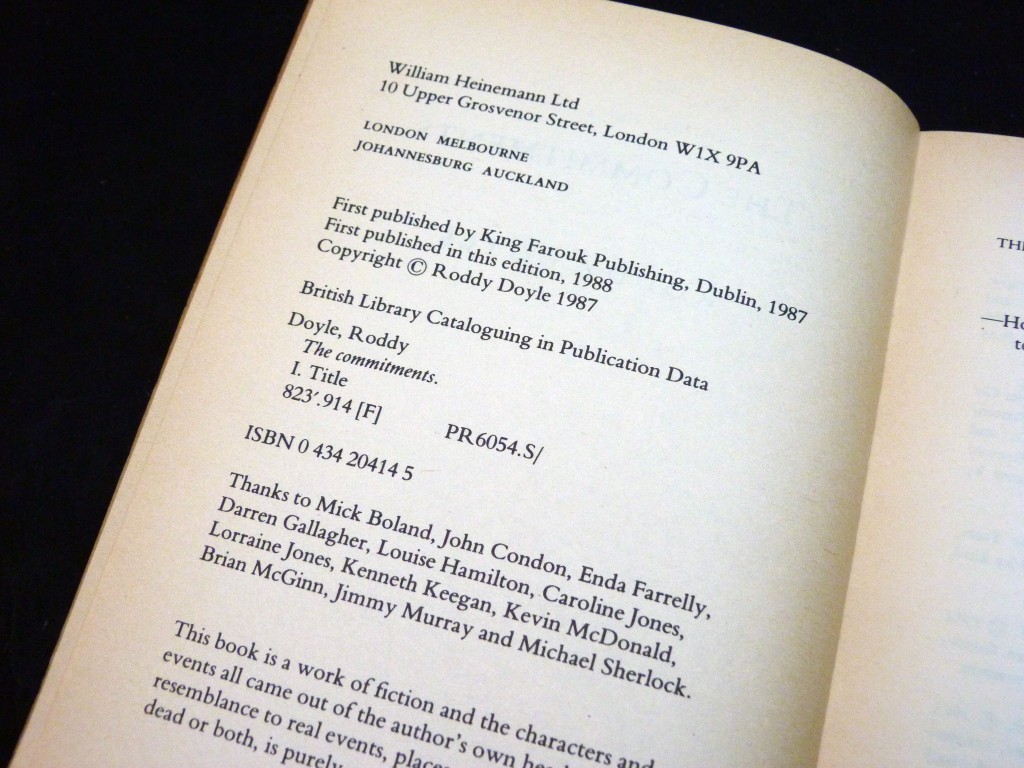 William Heinemann Ltd
10 Upper Grosvenor Street, London W1X 9PA
LONDON MELBOURNE
JOHANNESBURG AUCKLAND
First published by King Farouk Publishing, Dublin, 1987
First published in this edition, 1988
Copyright © Roddy Doyle 1987
British Library Cataloguing in Publication Data
Doyle, Roddy
The commitments.
I. Title
823'.914 [F]
PR6054.S/
ISBN 0 434 20414 5
Thanks to Mick Boland, John Condon, Enda Farrelly,
Darren Gallagher, Louise Hamilton, Caroline Jones,
Lorraine Jones, Kenneth Keegan, Kevin McDonald,
Brian McGinn, Jimmy Murray and Michael Sherlock.
This book is a work of fiction and the characters and
events all came out of the author's own
resemblance to real events,
dead or both, is purely